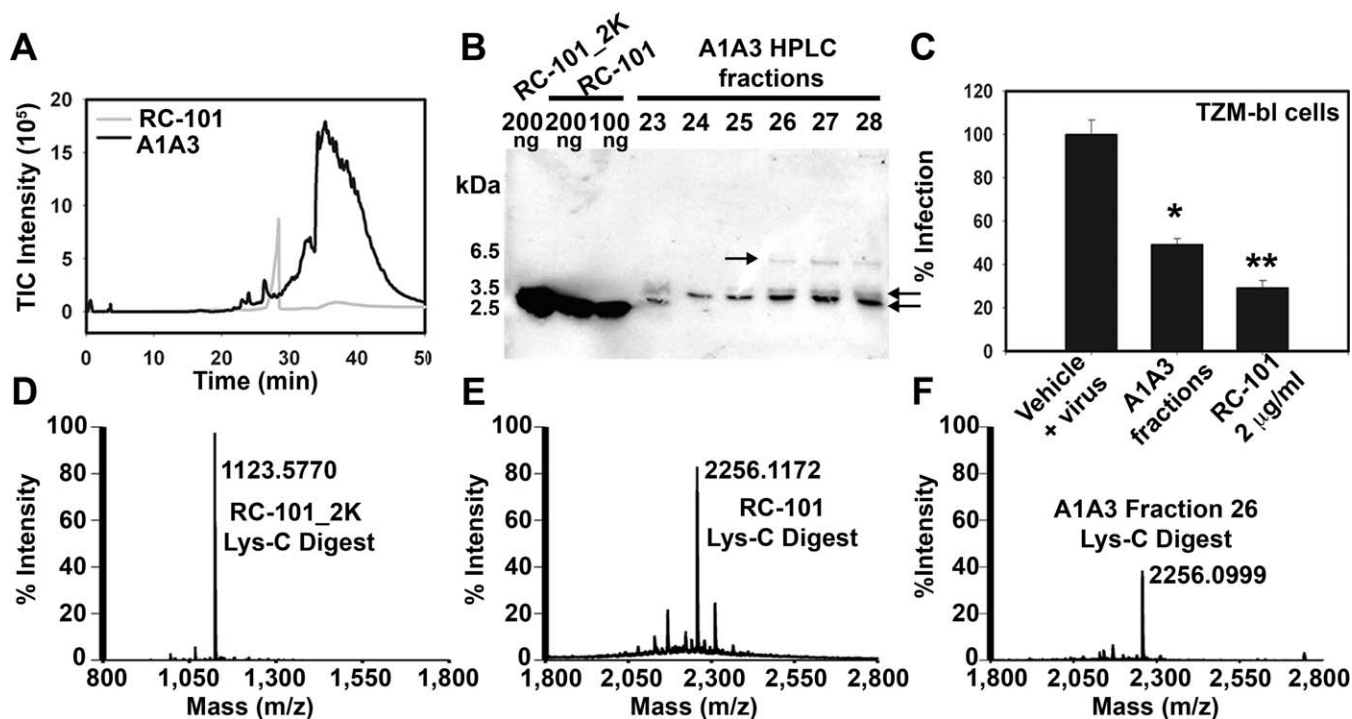 A
TIC Intensity (10⁵)
20
15
10
5
0
RC-101
A1A3
0 10 20 30 40 50
Time (min)
B
RC-101_2K
RC-101
A1A3 HPLC
fractions
200 200 100 23 24 25 26 27 28
ng ng ng
kDa
6.5
3.5
2.5
C
TZM-bl cells
% Infection
120
100
80
60
40
20
0
*
**
Vehicle
+ virus
A1A3
fractions
RC-101
2 μg/ml
D
% Intensity
100
80
60
40
20
0
1123.5770
RC-101_2K
Lys-C Digest
800 1,050 1,300 1,550 1,800
Mass (m/z)
E
% Intensity
100
80
60
40
20
0
2256.1172
RC-101
Lys-C Digest
1,800 2,050 2,300 2,550 2,800
Mass (m/z)
F
%Intensity
100
80
60
40
20
0
A1A3 Fraction 26
Lys-C Digest
2256.0999
1,800 2,050 2,300 2,550 2,800
Mass (m/z)